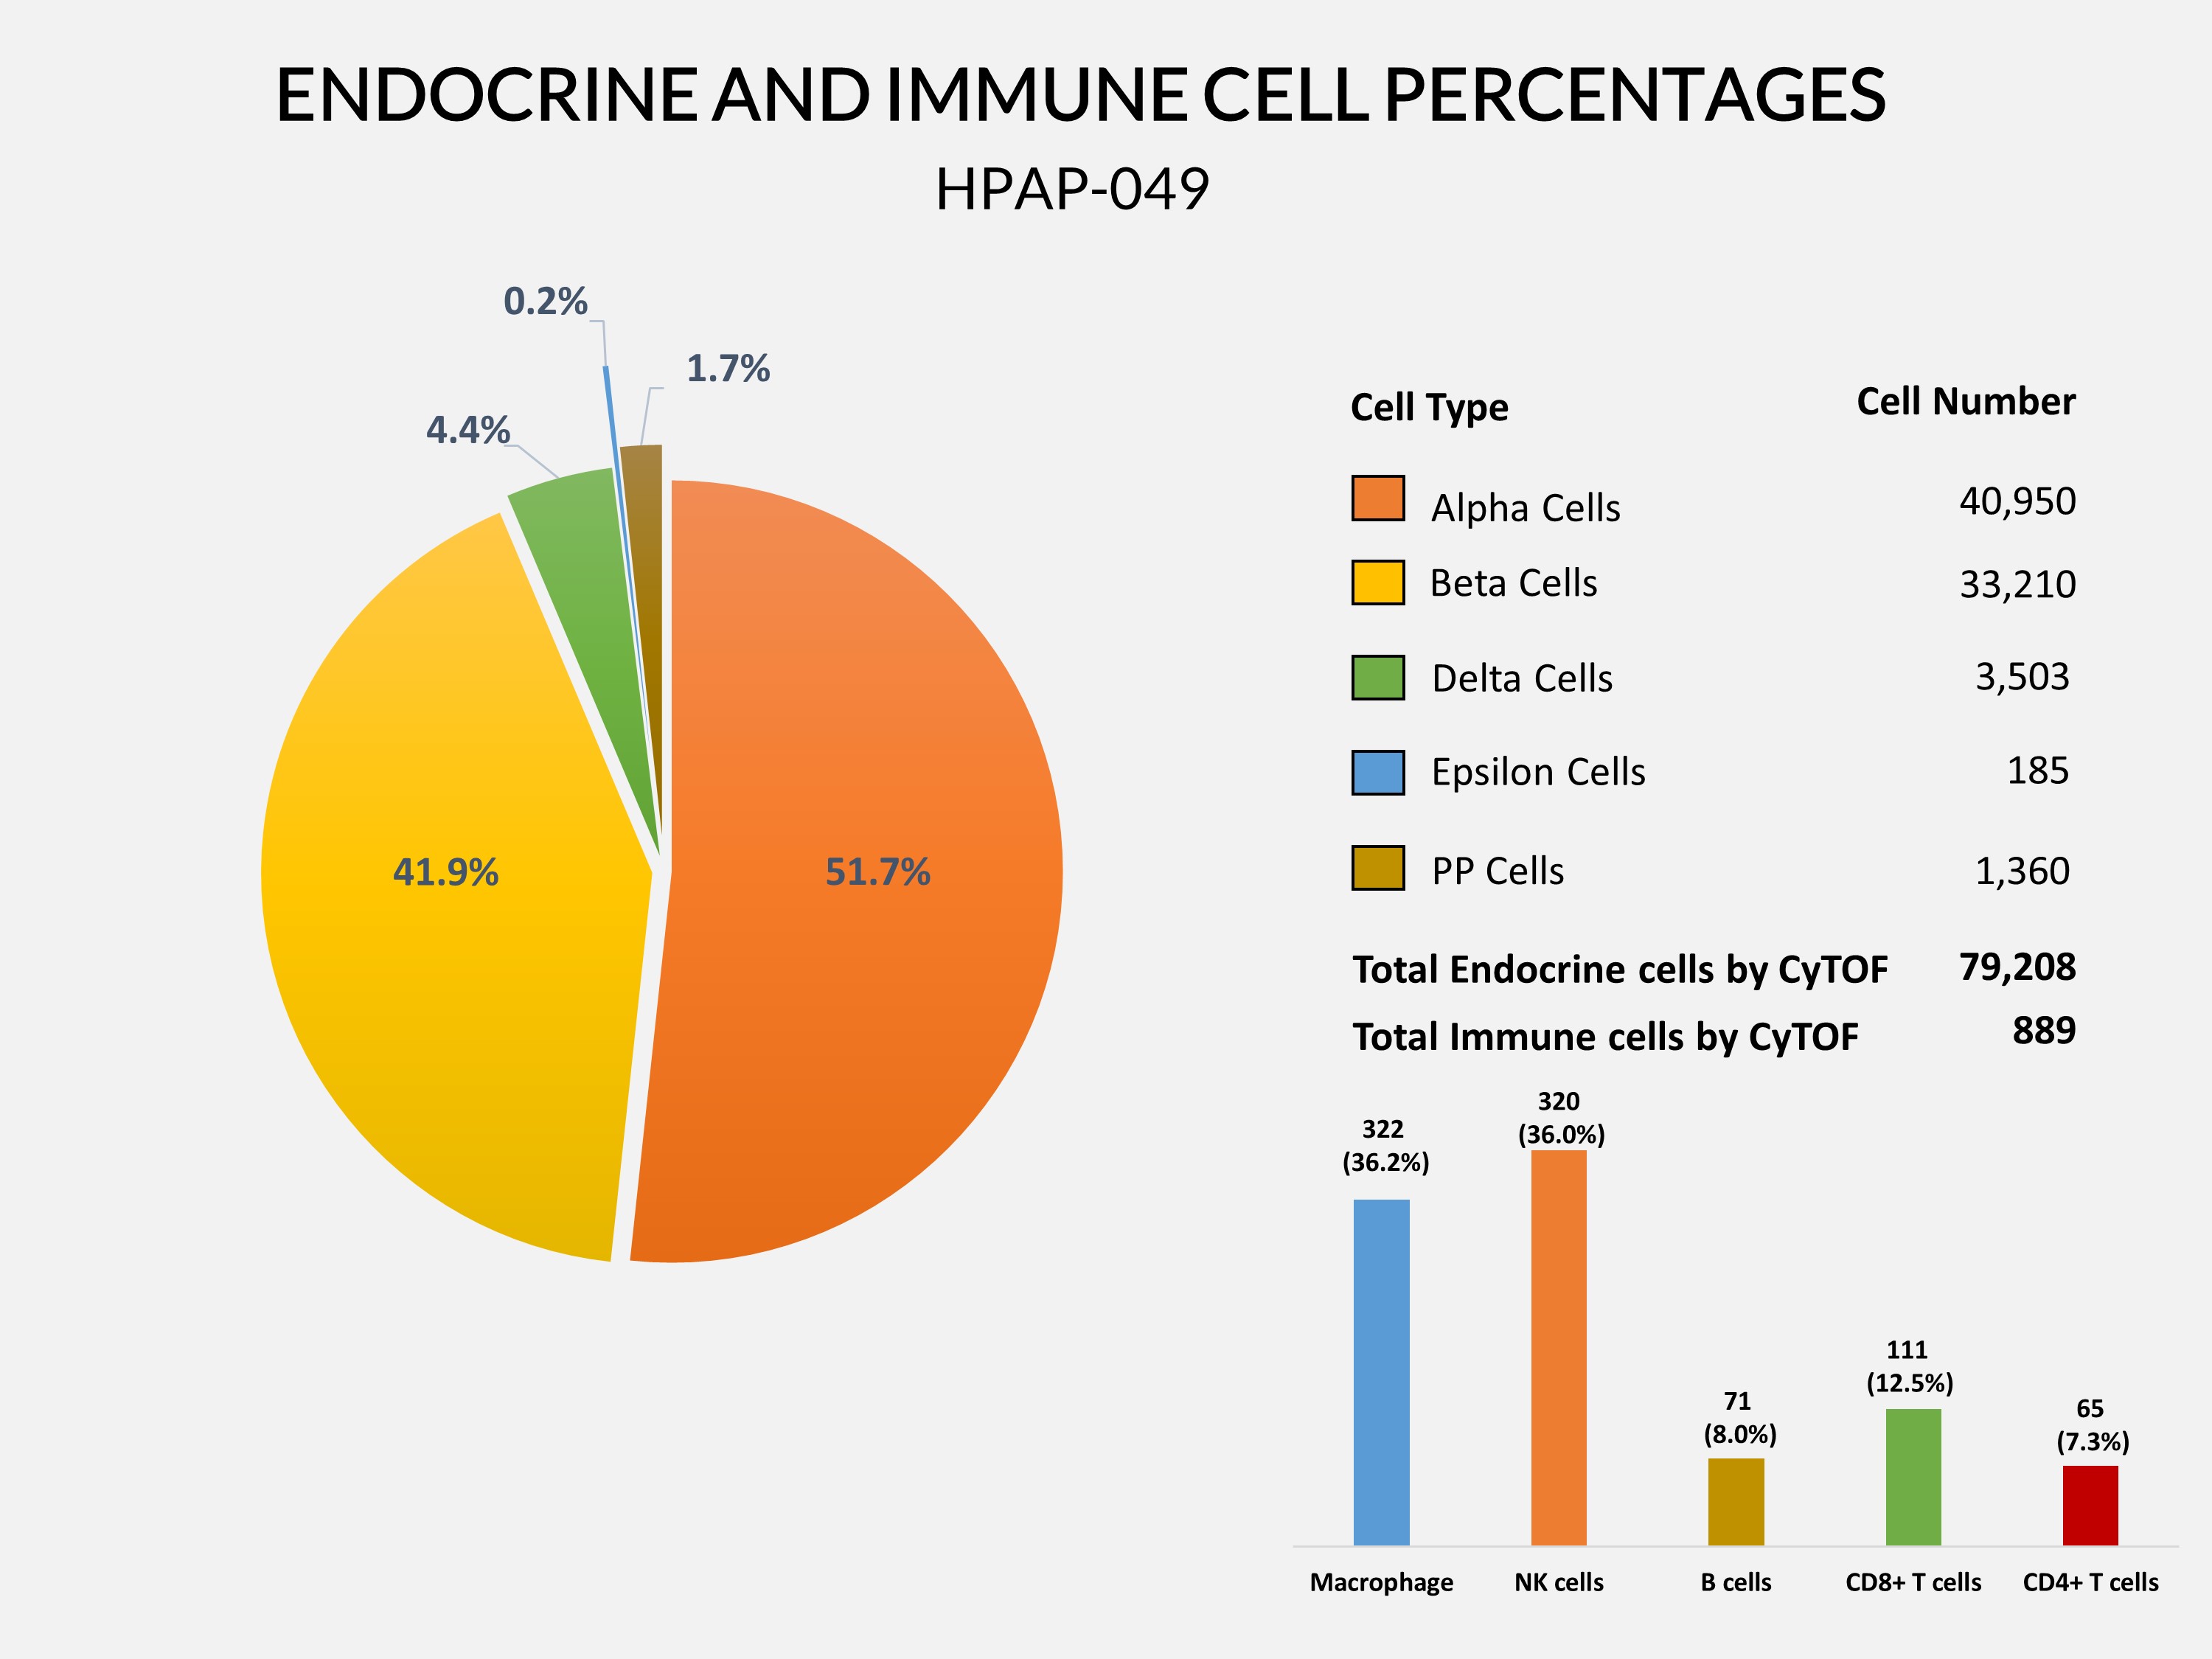 ENDOCRINE AND IMMUNE CELL PERCENTAGES
HPAP-049
0.2%
1.7%
4.4%
41.9%
51.7%
Cell Type Cell Number
Alpha Cells 40,950
Beta Cells 33,210
Delta Cells 3,503
Epsilon Cells 185
PP Cells 1,360
Total Endocrine cells by CyTOF 79,208
Total Immune cells by CyTOF 889
322
(36.2%)
320
(36.0%)
71
(8.0%)
111
(12.5%)
65
(7.3%)
Macrophage NK cells B cells CD8+ T cells CD4+ T cells